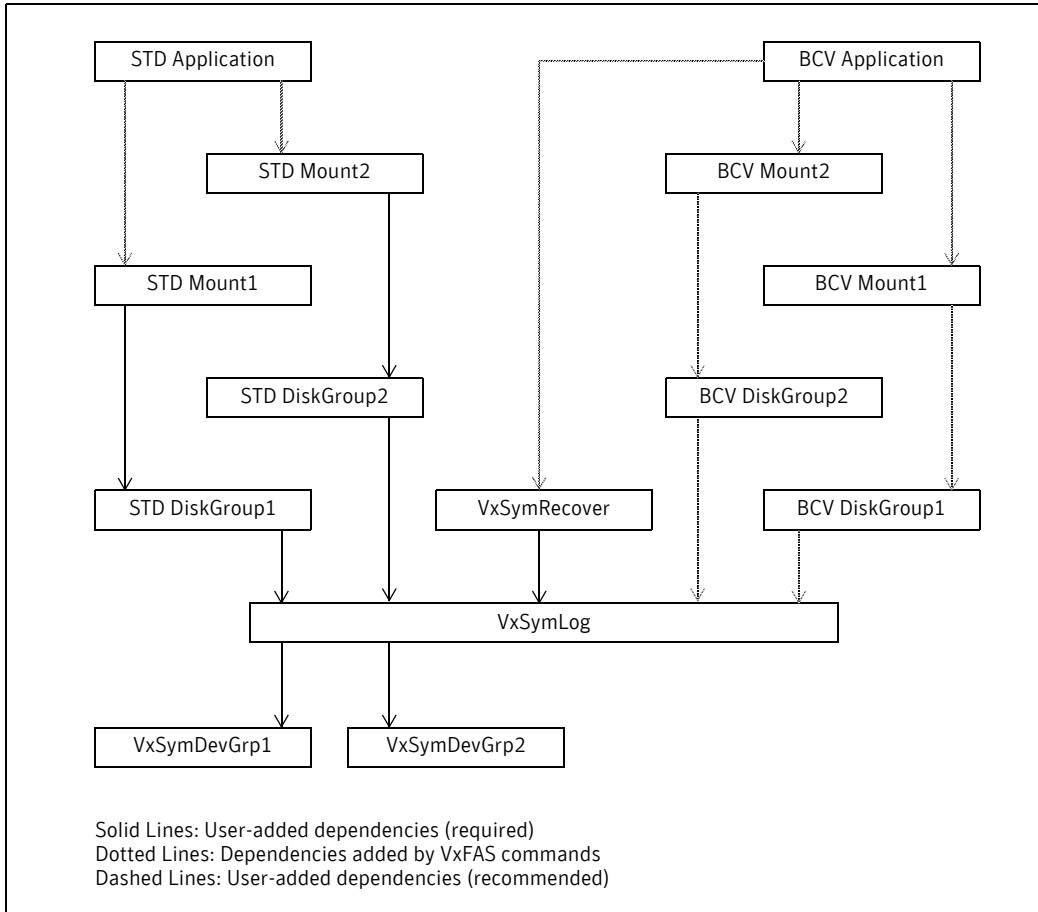 STD Application
BCV Application
STD Mount2
BCV Mount2
STD Mount1
BCV Mount1
STD DiskGroup2
BCV DiskGroup2
STD DiskGroup1
VxSymRecover
BCV DiskGroup1
VxSymLog
VxSymDevGrp1
VxSymDevGrp2
Solid Lines: User-added dependencies (required)
Dotted Lines: Dependencies added by VxFAS commands
Dashed Lines: User-added dependencies (recommended)